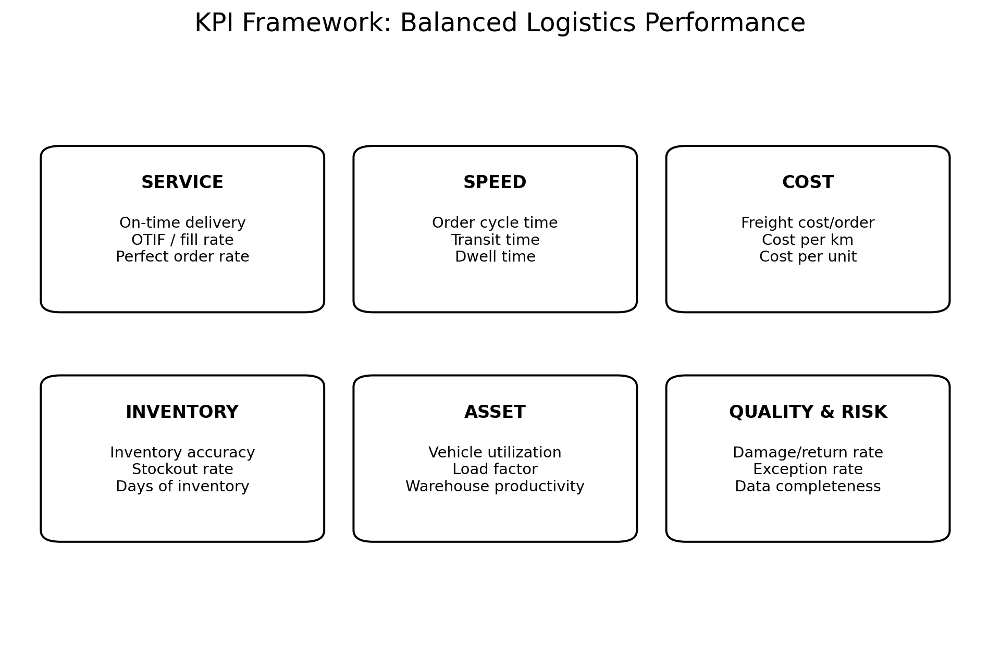 KPI Framework: Balanced Logistics Performance
SERVICE
On-time delivery
OTIF / fill rate
Perfect order rate
SPEED
Order cycle time
Transit time
Dwell time
COST
Freight cost/order
Cost per km
Cost per unit
INVENTORY
Inventory accuracy
Stockout rate
Days of inventory
ASSET
Vehicle utilization
Load factor
Warehouse productivity
QUALITY & RISK
Damage/return rate
Exception rate
Data completeness